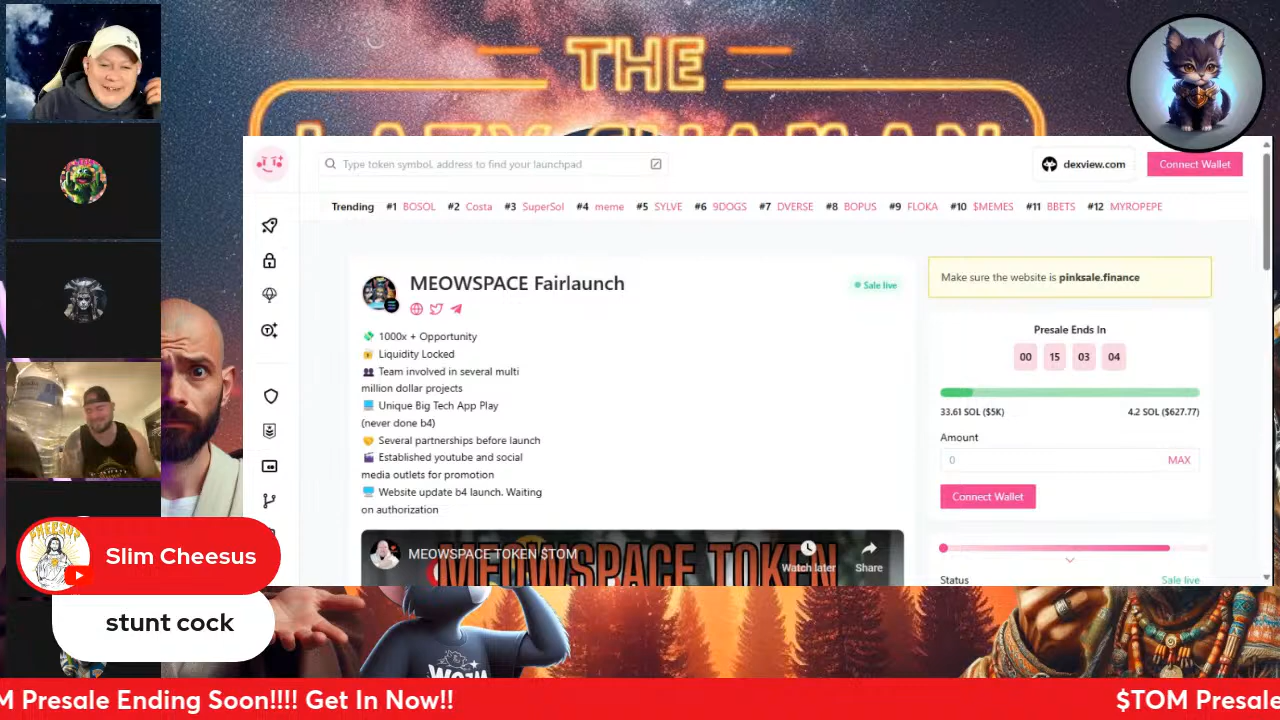 THE
LAZY SHAMAN
Type token symbol, address to find your launchpad
dexview.com
Connect Wallet
Trending #1 BOSOL #2 Costa #3 SuperSol #4 meme #5 SYLVE #6 9DOGS #7 DVERSE #8 BOPUS #9 FLOKA #10 $MEMES #11 BBETS #12 MYROPEPE
MEOWSPACE Fairlaunch
Sale live
1000x + Opportunity
Liquidity Locked
Team involved in several multi
million dollar projects
Unique Big Tech App Play
(never done b4)
Several partnerships before launch
Established youtube and social
media outlets for promotion
Website update b4 launch. Waiting
on authorization
MEOWSPACE TOKEN $TOM
MEOWSPACE TOKEN
Watch later
Share
Make sure the website is pinksale.finance
Presale Ends In
00 15 03 04
33.61 SOL ($5K) 4.2 SOL ($627.77)
Amount
0 MAX
Connect Wallet
Status Sale live
CHEESUS
Slim Cheesus
stunt cock
M Presale Ending Soon!!!! Get In Now!! $TOM Presale